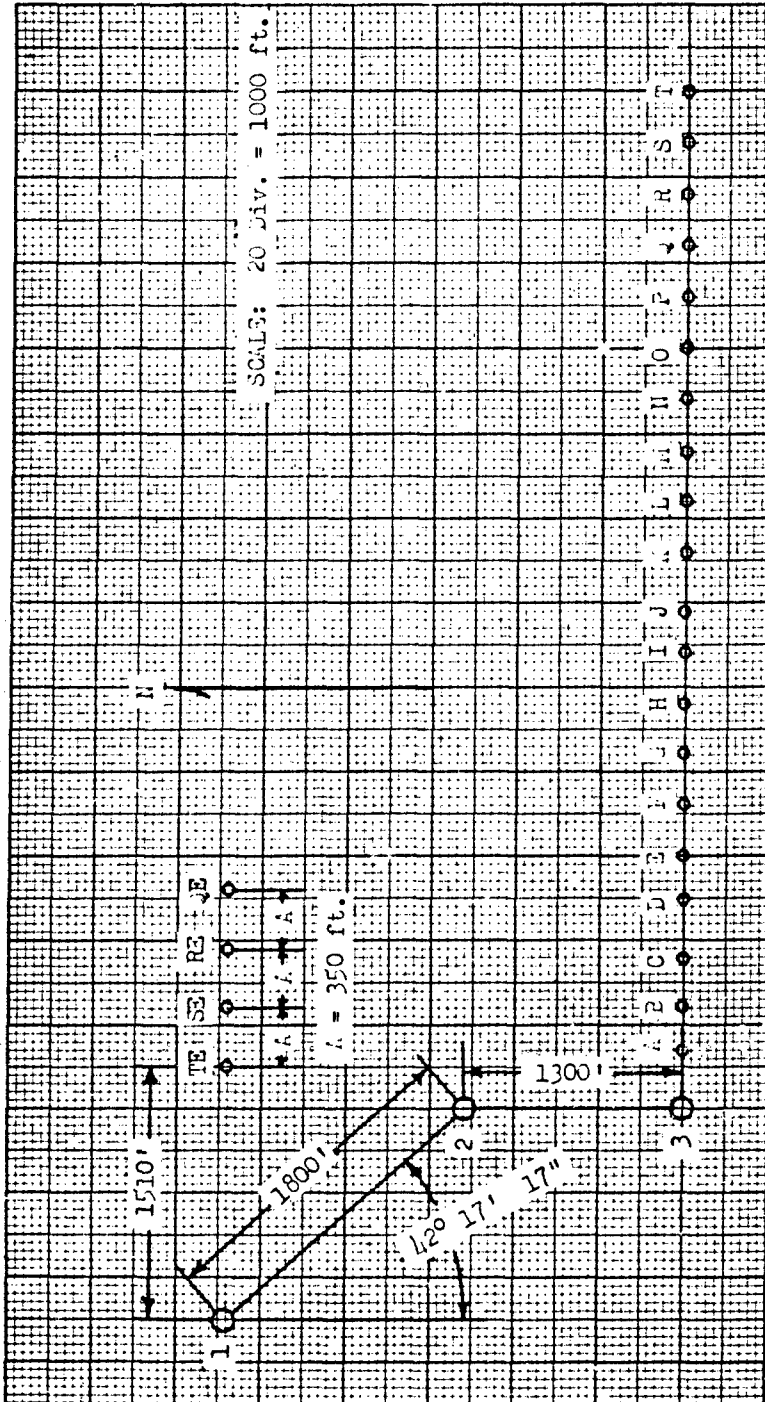 SCALE: 20 Div. = 1000 ft.
N
TE SE RE QE
A A A
A = 350 ft.
1510'
1800'
1300'
42° 17' 17"
1
2
3
A B C D E F G H I J K L M N O P Q R S T